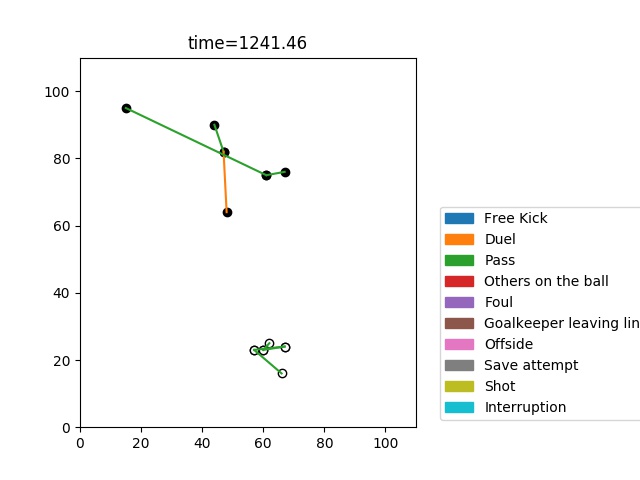 time=1241.46
100
80
60
40
20
0
0 20 40 60 80 100
Free Kick
Duel
Pass
Others on the ball
Foul
Goalkeeper leaving lin
Offside
Save attempt
Shot
Interruption